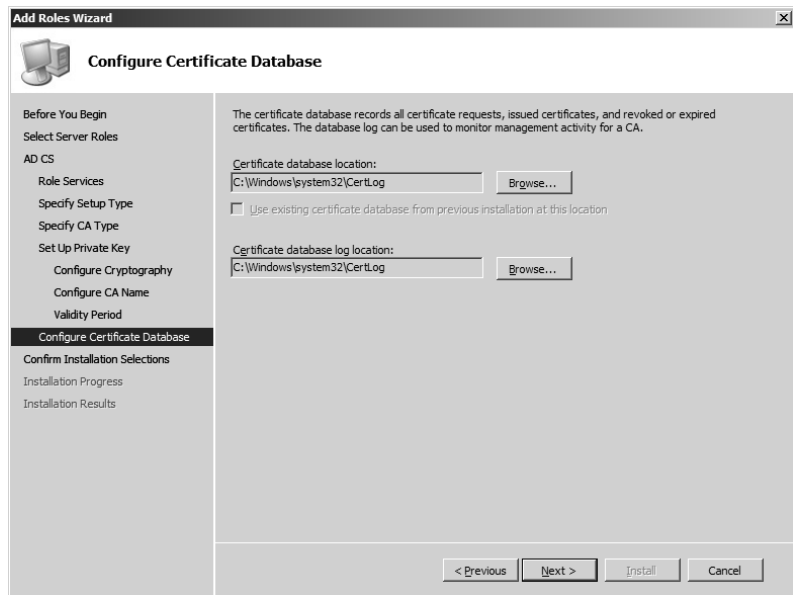 Add Roles Wizard
Configure Certificate Database
Before You Begin
Select Server Roles
AD CS
Role Services
Specify Setup Type
Specify CA Type
Set Up Private Key
Configure Cryptography
Configure CA Name
Validity Period
Configure Certificate Database
Confirm Installation Selections
Installation Progress
Installation Results
The certificate database records all certificate requests, issued certificates, and revoked or expired
certificates. The database log can be used to monitor management activity for a CA.
Certificate database location:
C:\Windows\system32\CertLog
Browse...
Use existing certificate database from previous installation at this location
Certificate database log location:
C:\Windows\system32\CertLog
Browse...
< Previous
Next >
Install
Cancel